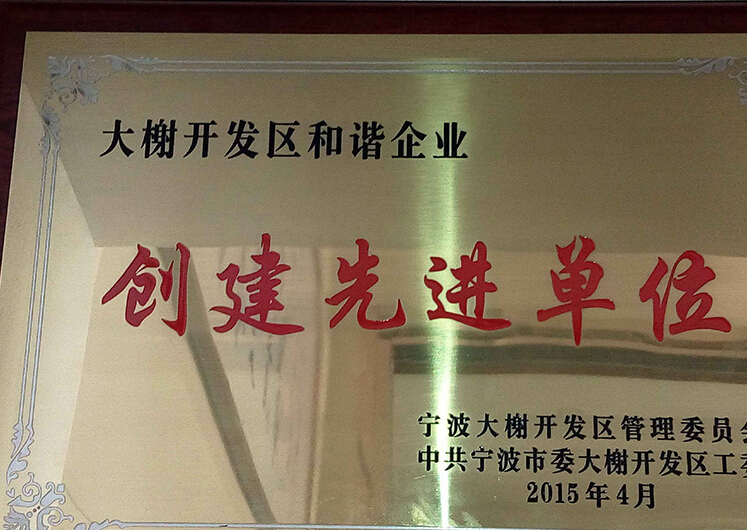 大榭开发区和谐企业
创建先进单位
宁波大榭开发区管理委员会
中共宁波市委大榭开发区工委
2015年4月